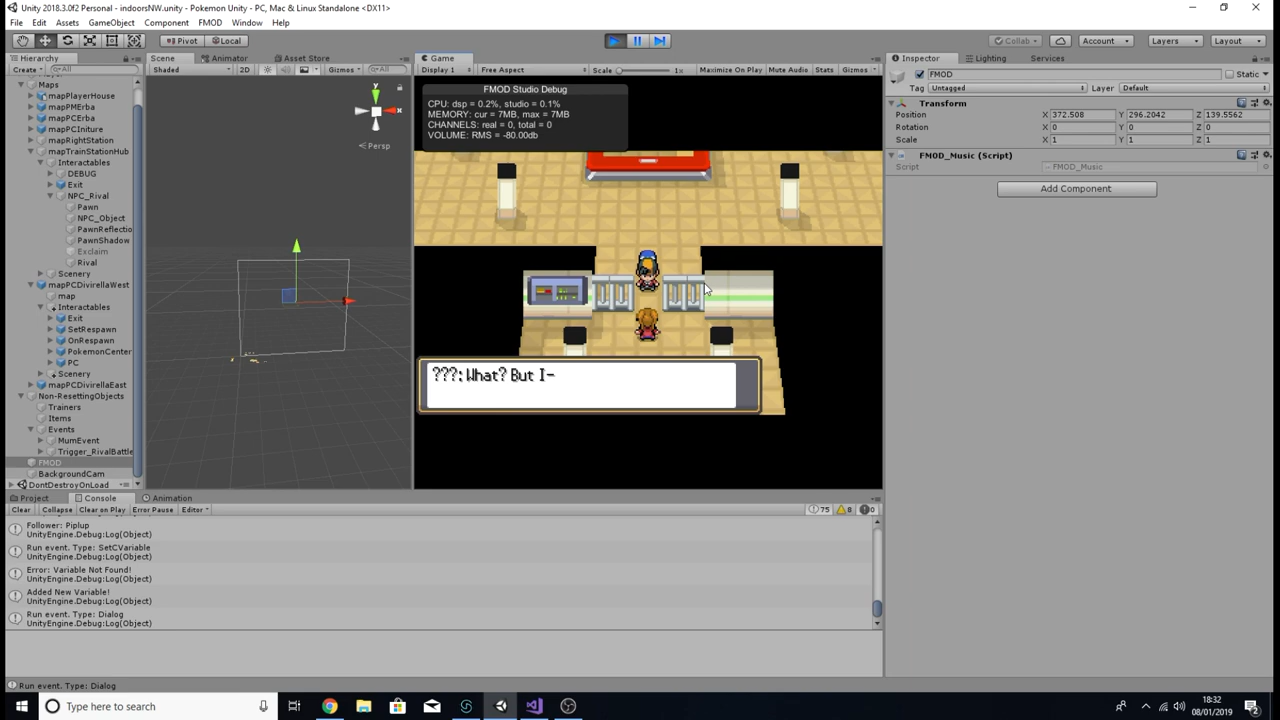 Unity 2018.3.0f2 Personal - indoorsNW.unity - Pokemon Unity - PC, Mac & Linux Standalone <DX11>
File Edit Assets GameObject Component FMOD Window Help
Pivot Local Collab Account Layers Layout
Hierarchy
Create All
Maps
mapPlayerHouse
mapPMErba
mapPCErba
mapPCIniture
mapRightStation
mapTrainStationHub
Interactables
DEBUG
Exit
NPC_Rival
Pawn
NPC_Object
PawnReflectio
PawnShadow
Exclaim
Rival
Scenery
mapPCDivirellaWest
map
Interactables
Exit
SetRespawn
OnRespawn
PokemonCenter
PC
Scenery
mapPCDivirellaEast
Non-ResettingObjects
Trainers
Items
Events
MumEvent
Trigger_RivalBattle
FMOD
BackgroundCam
DontDestroyOnLoad
Scene Animator Asset Store
Shaded 2D Gizmos All
y
x
Persp
Game
Display 1 Free Aspect Scale 1x Maximize On Play Mute Audio Stats Gizmos
FMOD Studio Debug
CPU: dsp = 0.2%, studio = 0.1%
MEMORY: cur = 7MB, max = 7MB
CHANNELS: real = 0, total = 0
VOLUME: RMS = -80.00db
???: What? But I-
Inspector Lighting Services
FMOD Static
Tag Untagged Layer Default
Transform
Position X 372.508 Y 296.2042 Z 139.5562
Rotation X 0 Y 0 Z 0
Scale X 1 Y 1 Z 1
FMOD_Music (Script)
Script FMOD_Music
Add Component
Project Console Animation
Clear Collapse Clear on Play Error Pause Editor 75 8 0
Follower: Piplup
UnityEngine.Debug:Log(Object)
Run event. Type: SetCVariable
UnityEngine.Debug:Log(Object)
Error: Variable Not Found!
UnityEngine.Debug:Log(Object)
Added New Variable!
UnityEngine.Debug:Log(Object)
Run event. Type: Dialog
UnityEngine.Debug:Log(Object)
Run event. Type: Dialog
Type here to search
18:32
08/01/2019
2